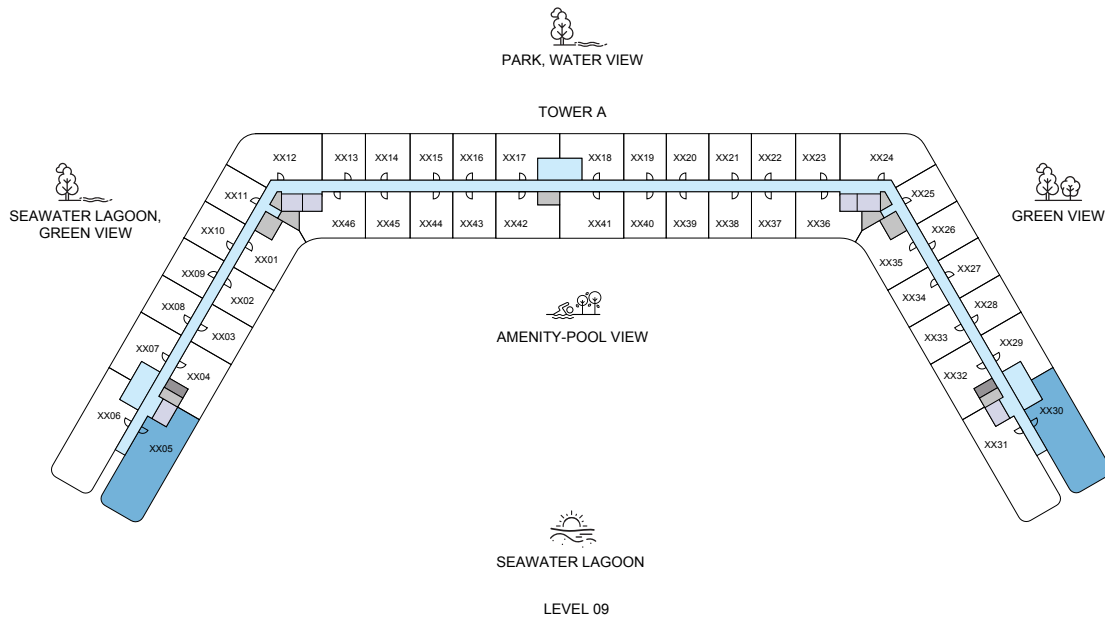 PARK, WATER VIEW
TOWER A
XX12
XX13
XX14
XX15
XX16
XX17
XX18
XX19
XX20
XX21
XX22
XX23
XX24
SEAWATER LAGOON,
GREEN VIEW
GREEN VIEW
XX11
XX25
XX10
XX46
XX45
XX44
XX43
XX42
XX41
XX40
XX39
XX38
XX37
XX36
XX26
XX01
XX35
XX09
XX27
XX02
XX34
XX08
XX28
XX03
XX33
AMENITY-POOL VIEW
XX07
XX29
XX04
XX32
XX06
XX30
XX05
XX31
SEAWATER LAGOON
LEVEL 09